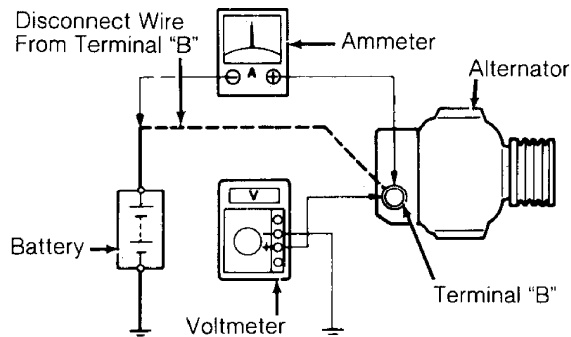 Disconnect Wire
From Terminal "B"
Ammeter
A
Alternator
V
Battery
Voltmeter
Terminal "B"